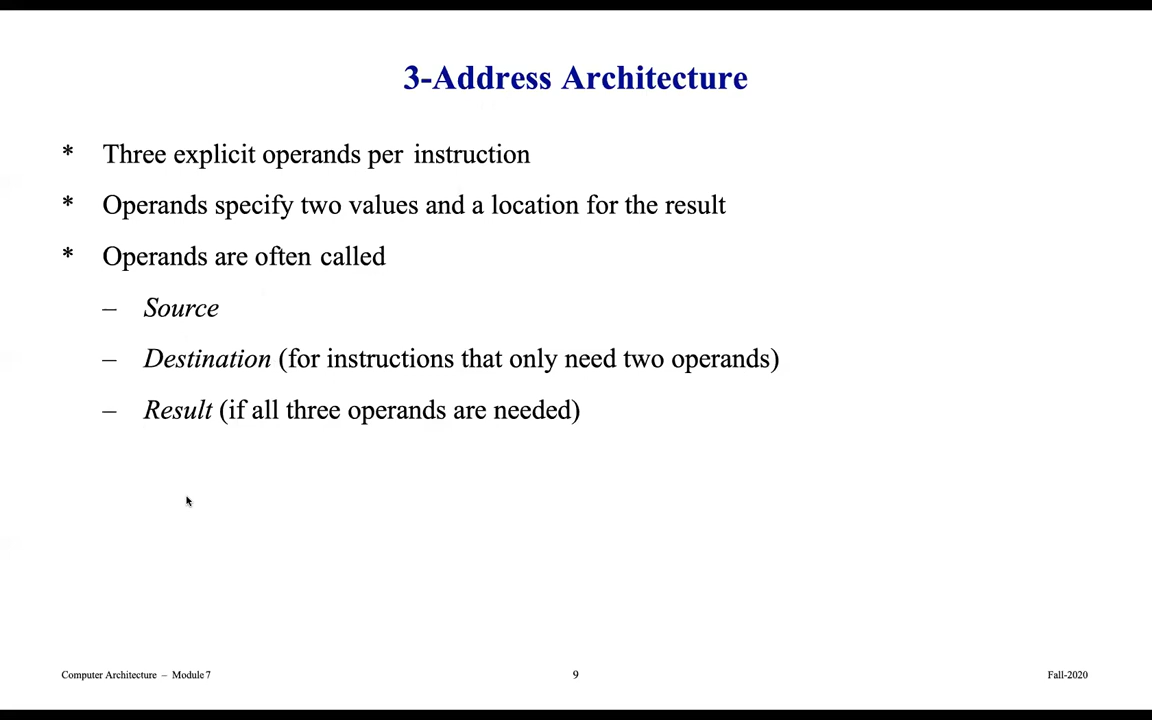 3-Address Architecture
* Three explicit operands per instruction
* Operands specify two values and a location for the result
* Operands are often called
– Source
– Destination (for instructions that only need two operands)
– Result (if all three operands are needed)
Computer Architecture – Module 7 9 Fall-2020